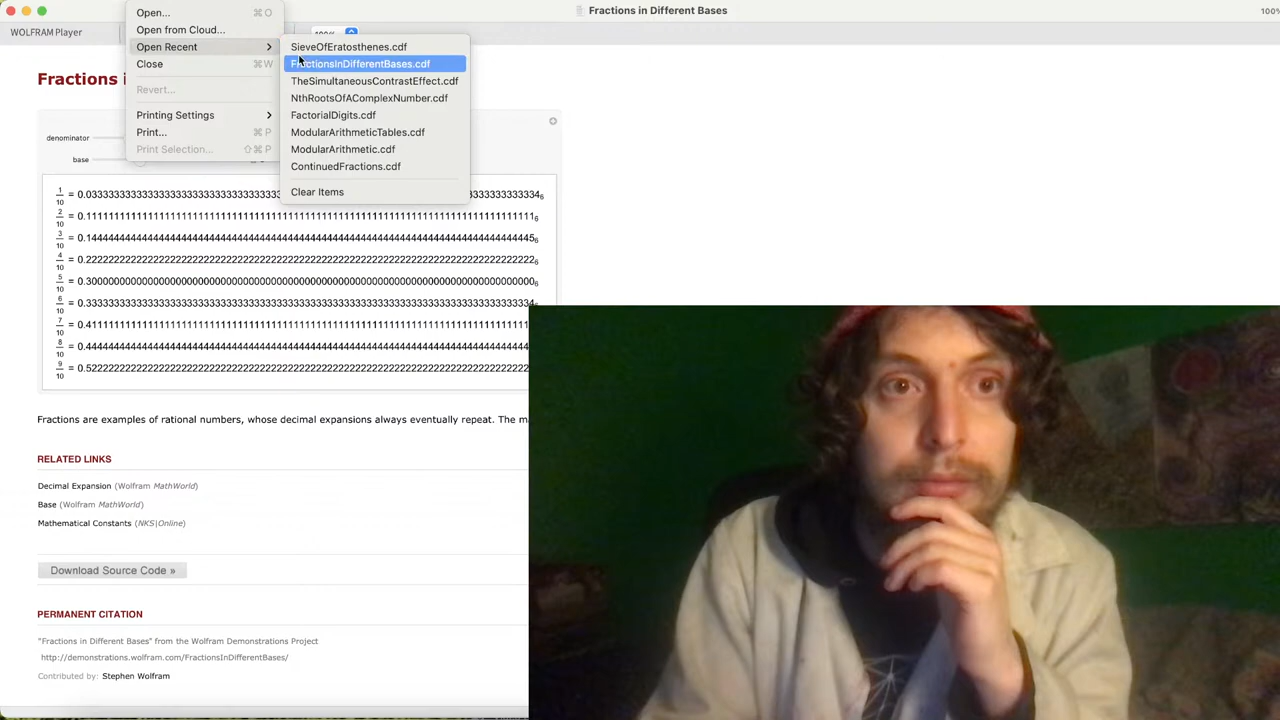 Fractions in Different Bases
100%
WOLFRAM Player
100%
Open... ⌘O
Open from Cloud...
Open Recent >
Close ⌘W
Revert...
Printing Settings >
Print... ⌘P
Print Selection... ⇧⌘P
SieveOfEratosthenes.cdf
FractionsInDifferentBases.cdf
TheSimultaneousContrastEffect.cdf
NthRootsOfAComplexNumber.cdf
FactorialDigits.cdf
ModularArithmeticTables.cdf
ModularArithmetic.cdf
ContinuedFractions.cdf
Clear Items
Fractions i
denominator
base
Fractions are examples of rational numbers, whose decimal expansions always eventually repeat. The m
RELATED LINKS
Decimal Expansion (Wolfram MathWorld)
Base (Wolfram MathWorld)
Mathematical Constants (NKS|Online)
Download Source Code »
PERMANENT CITATION
"Fractions in Different Bases" from the Wolfram Demonstrations Project
http://demonstrations.wolfram.com/FractionsInDifferentBases/
Contributed by: Stephen Wolfram